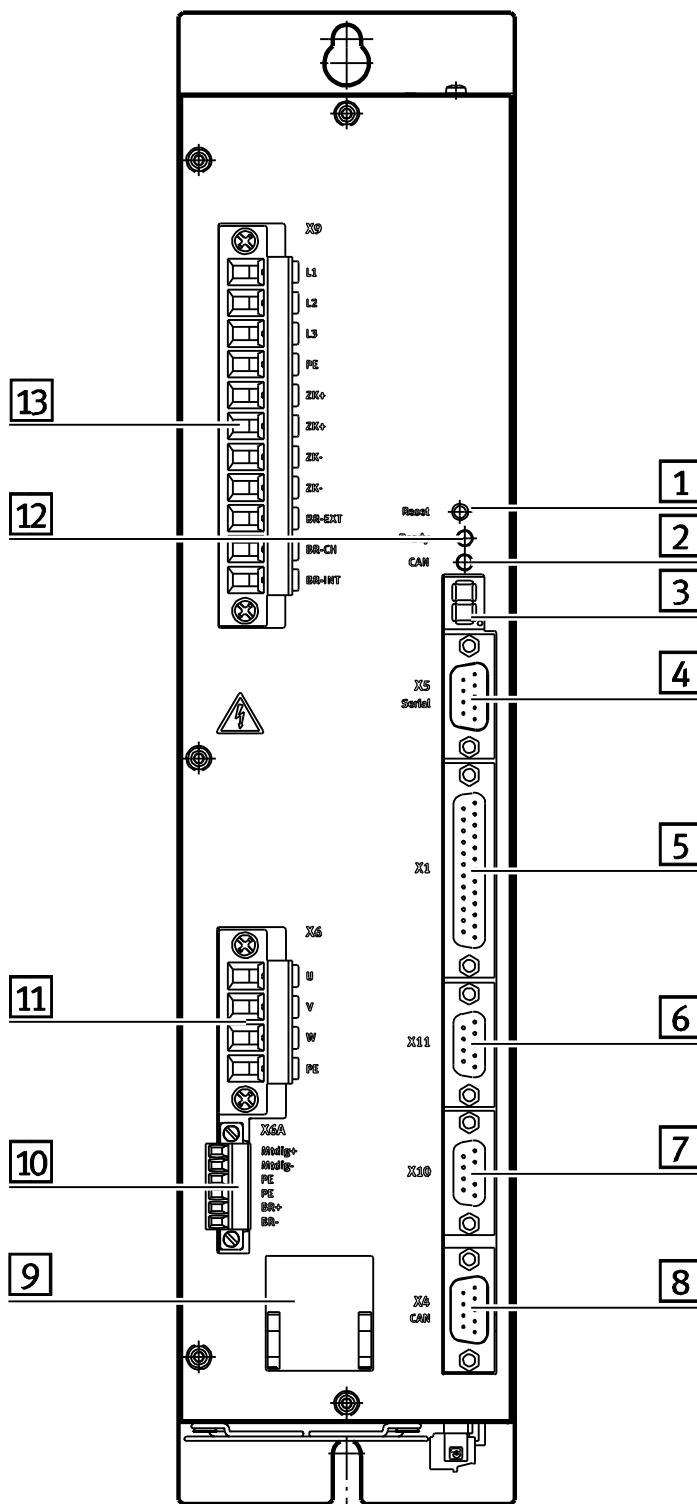 X9
L1
L2
L3
PE
ZK+
13
ZK+
ZK-
ZK-
1
12
BR-EXT
Reset
2
BR-CH
CAN
BR-INT
3
4
X5
Serial
5
X1
X6
U
11
V
6
W
X11
PE
X6A
Mtdig+
10
Mtdig-
X10
7
PE
PE
BR+
BR-
9
8
X4
CAN